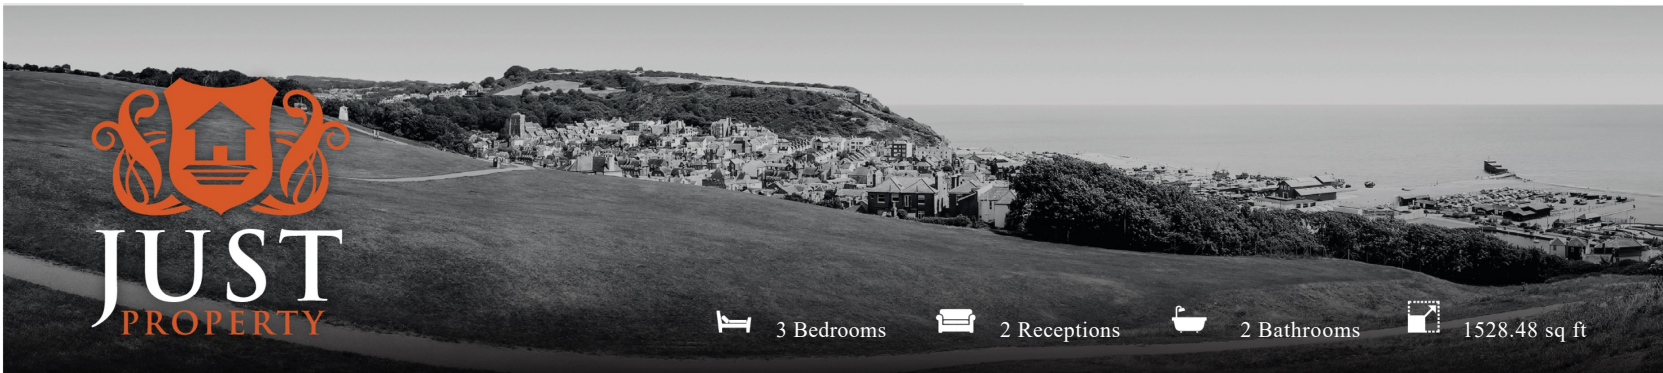 JUST
PROPERTY
3 Bedrooms 2 Receptions 2 Bathrooms 1528.48 sq ft